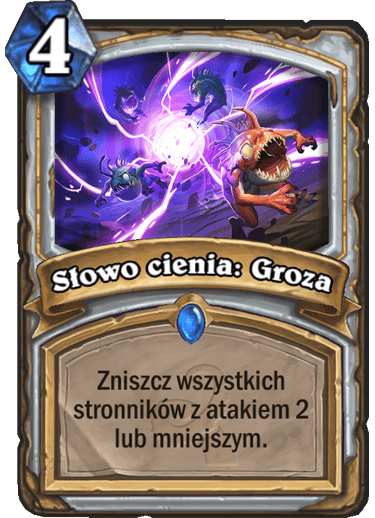 4
Słowo cienia: Groza
Zniszcz wszystkich
stronników z atakiem 2
lub mniejszym.